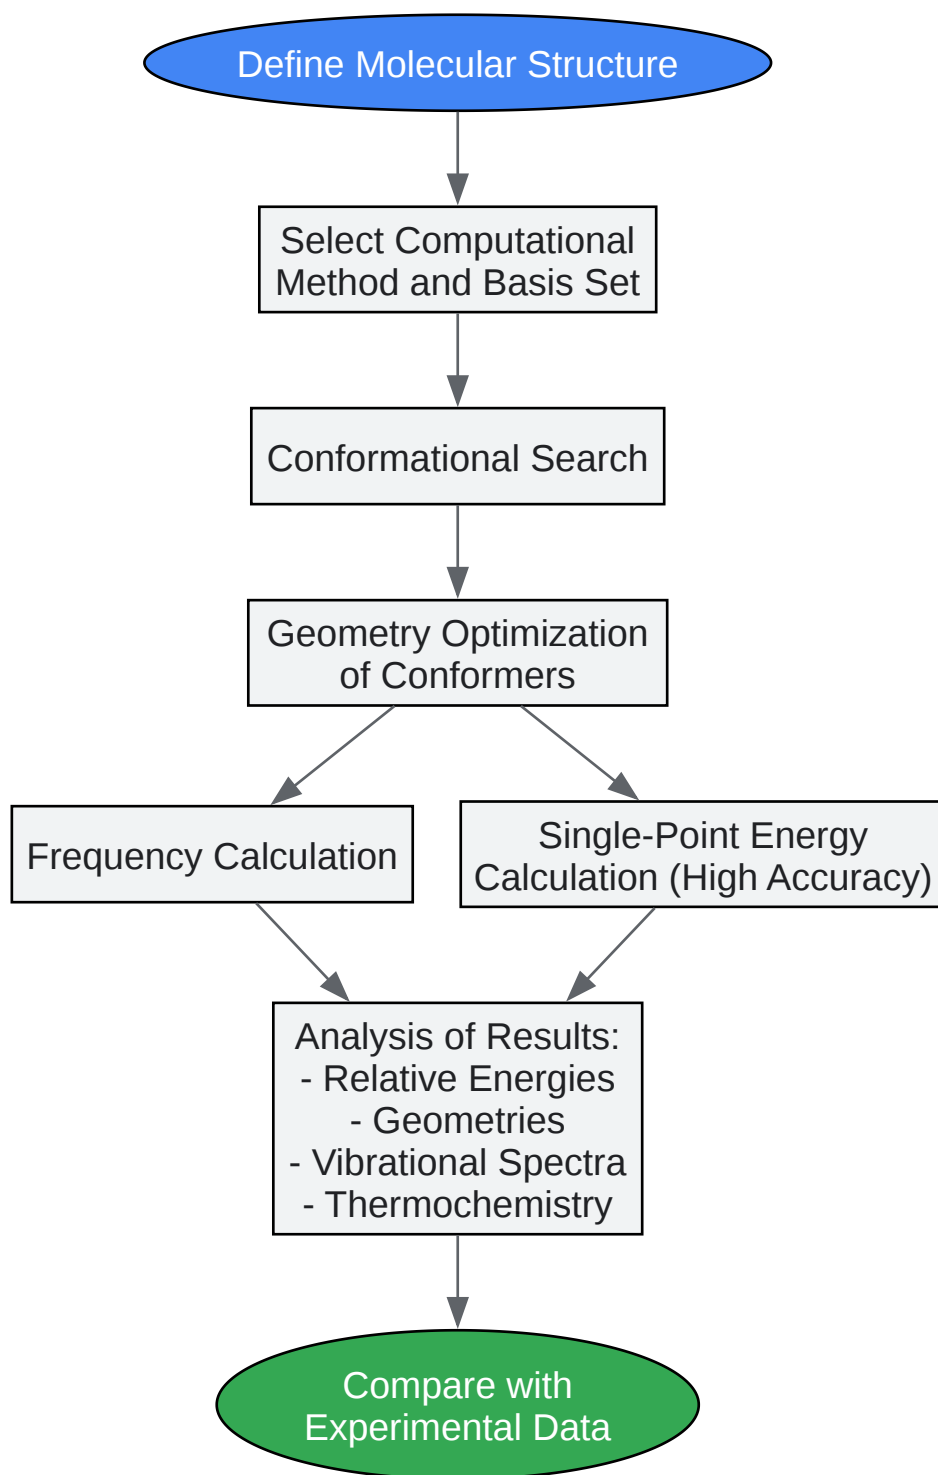 Define Molecular Structure
Select Computational
Method and Basis Set
Conformational Search
Geometry Optimization
of Conformers
Frequency Calculation
Single-Point Energy
Calculation (High Accuracy)
Analysis of Results:
- Relative Energies
- Geometries
- Vibrational Spectra
- Thermochemistry
Compare with
Experimental Data